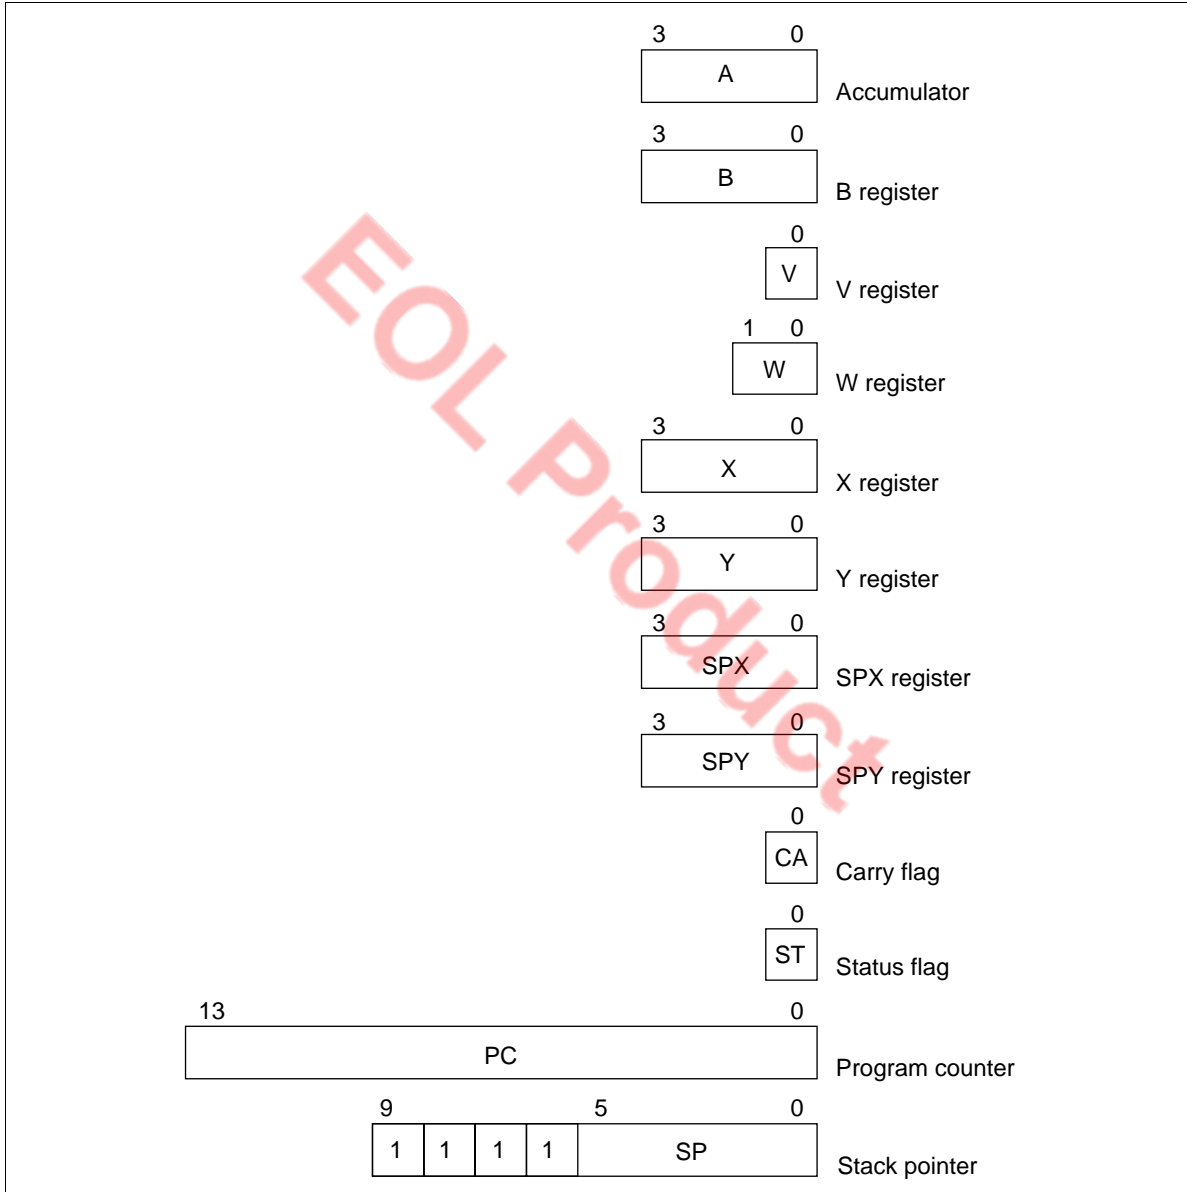 3 0
A
Accumulator
3 0
B
B register
0
V
V register
1 0
W
W register
3 0
X
X register
3 0
Y
Y register
3 0
SPX
SPX register
3 0
SPY
SPY register
0
CA
Carry flag
0
ST
Status flag
13 0
PC
Program counter
9 5 0
1 1 1 1 SP
Stack pointer
EOL Product